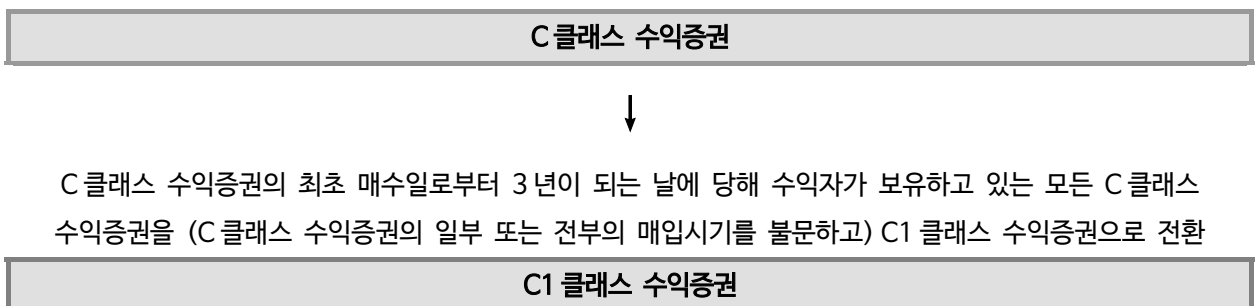 C 클래스 수익증권
C 클래스 수익증권의 최초 매수일로부터 3 년이 되는 날에 당해 수익자가 보유하고 있는 모든 C 클래스
수익증권을 (C 클래스 수익증권의 일부 또는 전부의 매입시기를 불문하고) C1 클래스 수익증권으로 전환
C1 클래스 수익증권